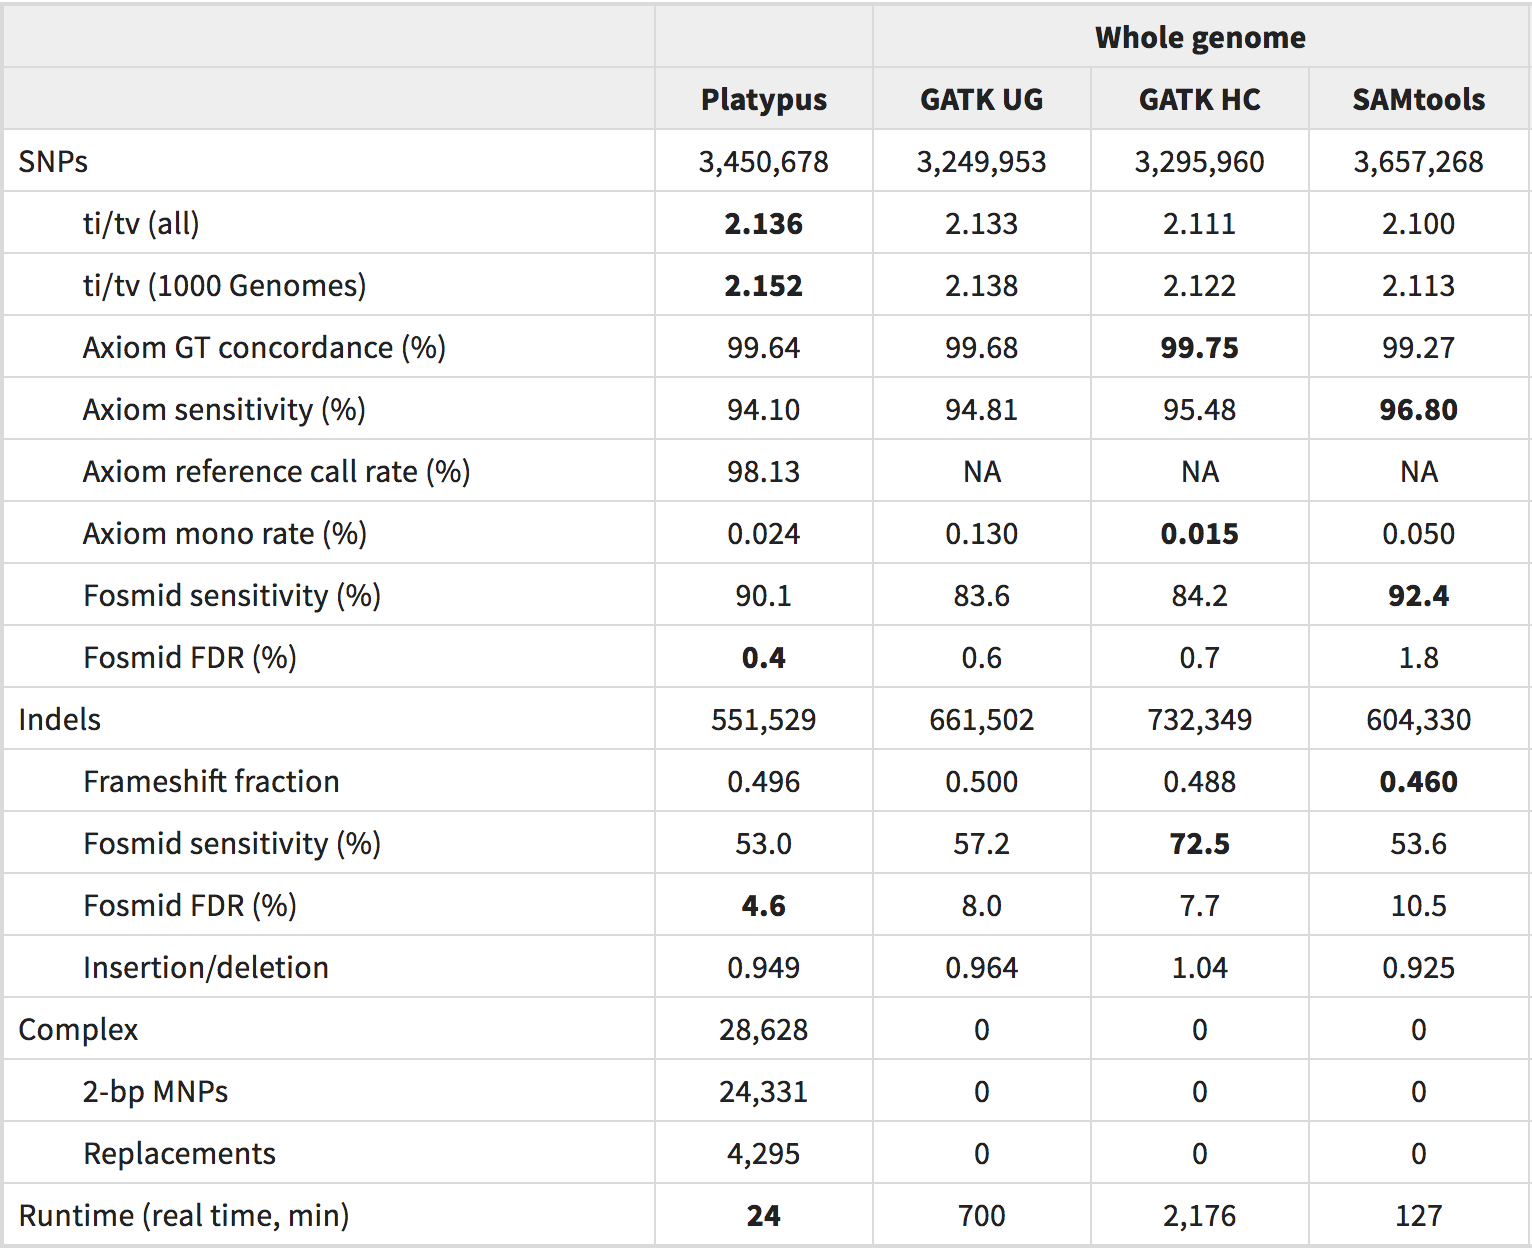 Whole genome
Platypus GATK UG GATK HC SAMtools
SNPs 3,450,678 3,249,953 3,295,960 3,657,268
ti/tv (all) 2.136 2.133 2.111 2.100
ti/tv (1000 Genomes) 2.152 2.138 2.122 2.113
Axiom GT concordance (%) 99.64 99.68 99.75 99.27
Axiom sensitivity (%) 94.10 94.81 95.48 96.80
Axiom reference call rate (%) 98.13 NA NA NA
Axiom mono rate (%) 0.024 0.130 0.015 0.050
Fosmid sensitivity (%) 90.1 83.6 84.2 92.4
Fosmid FDR (%) 0.4 0.6 0.7 1.8
Indels 551,529 661,502 732,349 604,330
Frameshift fraction 0.496 0.500 0.488 0.460
Fosmid sensitivity (%) 53.0 57.2 72.5 53.6
Fosmid FDR (%) 4.6 8.0 7.7 10.5
Insertion/deletion 0.949 0.964 1.04 0.925
Complex 28,628 0 0 0
2-bp MNPs 24,331 0 0 0
Replacements 4,295 0 0 0
Runtime (real time, min) 24 700 2,176 127